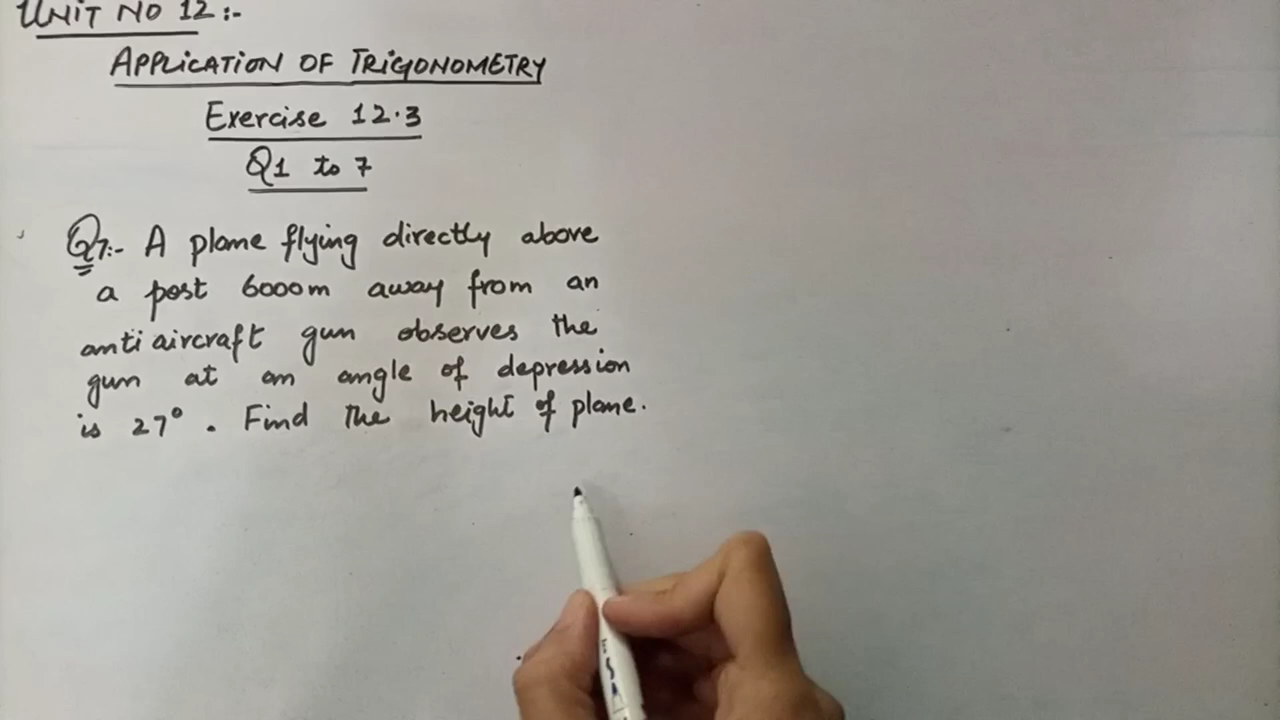 UNIT NO 12:-
APPLICATION OF TRIGONOMETRY
Exercise 12.3
Q1 to 7
Q7:- A plane flying directly above
a post 6000m away from an
anti aircraft gun observes the
gun at an angle of depression
is 27°. Find the height of plane.